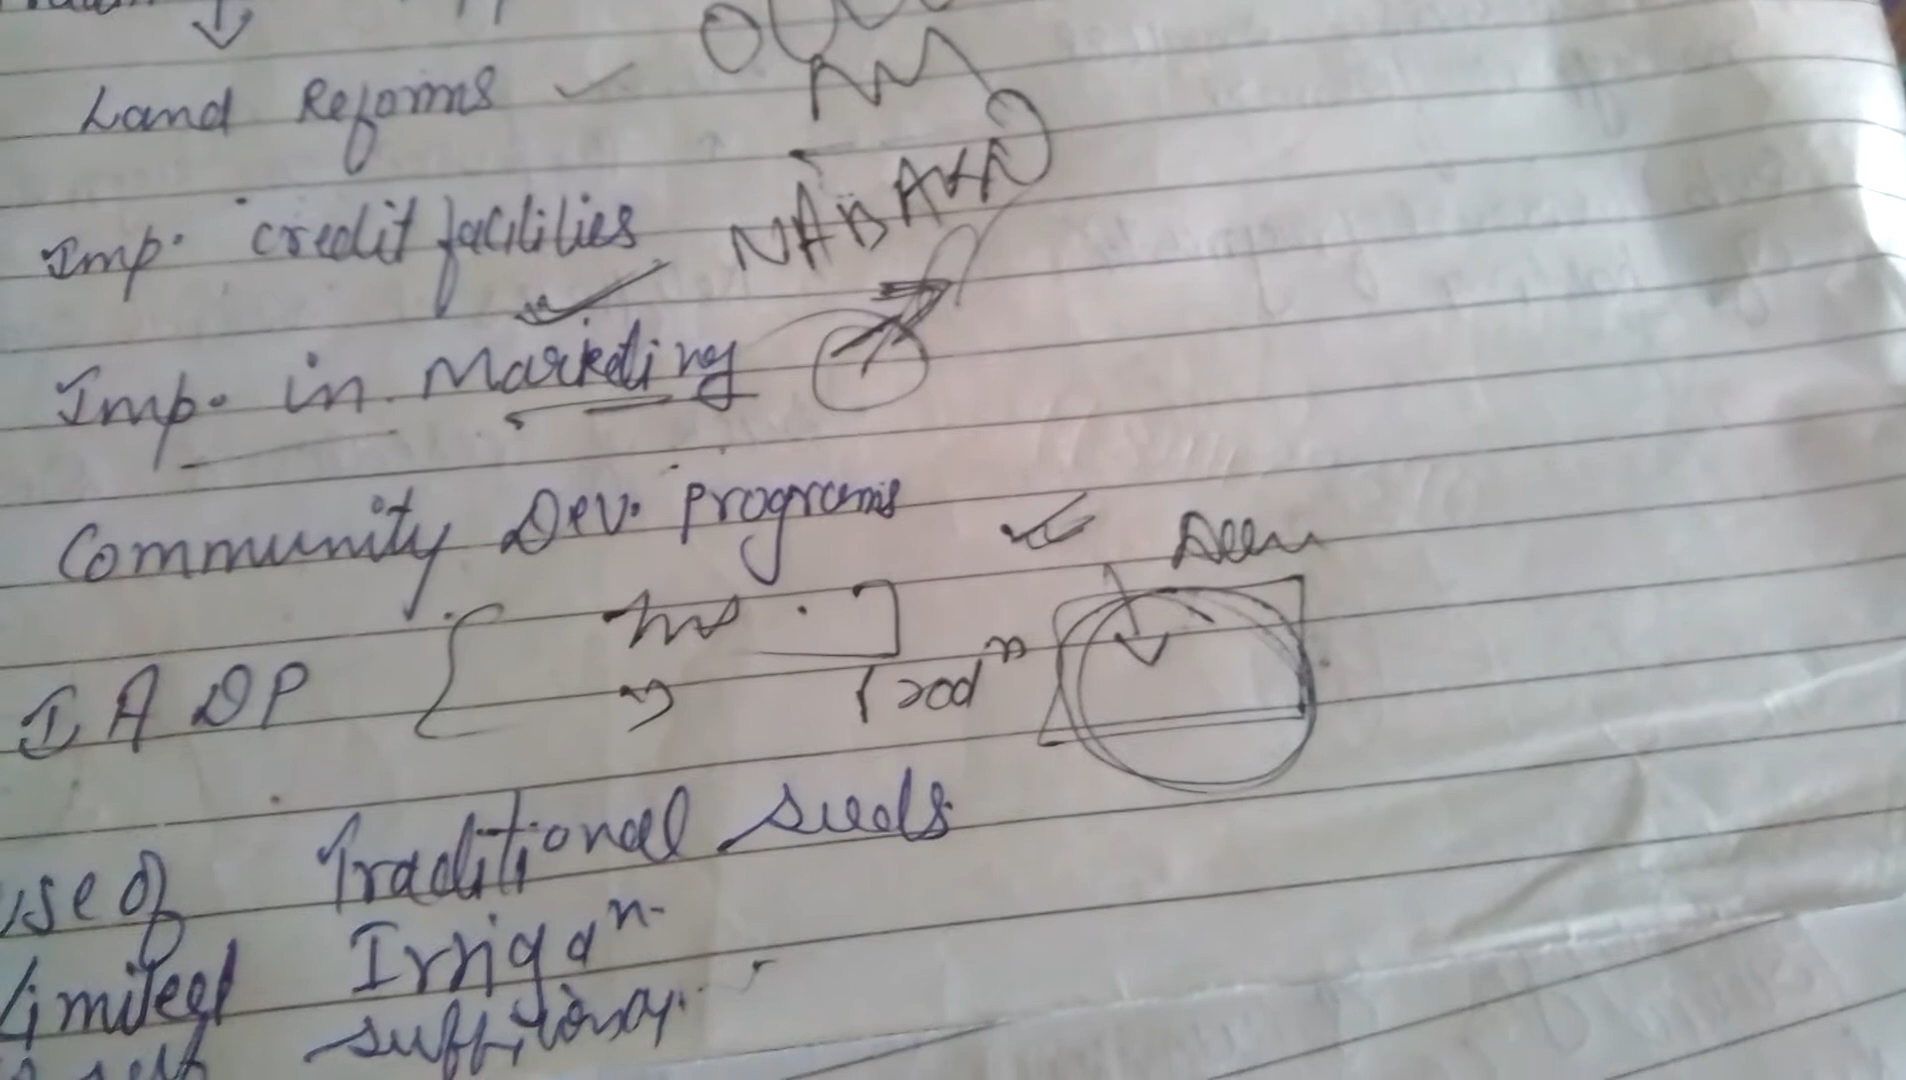 Land Reforms
Imp. credit facilities NABARD
Imp. in Marketing
Community Dev. programs
IADP
Prodⁿ
use of Traditional seeds
Limited Irrigaⁿ
self